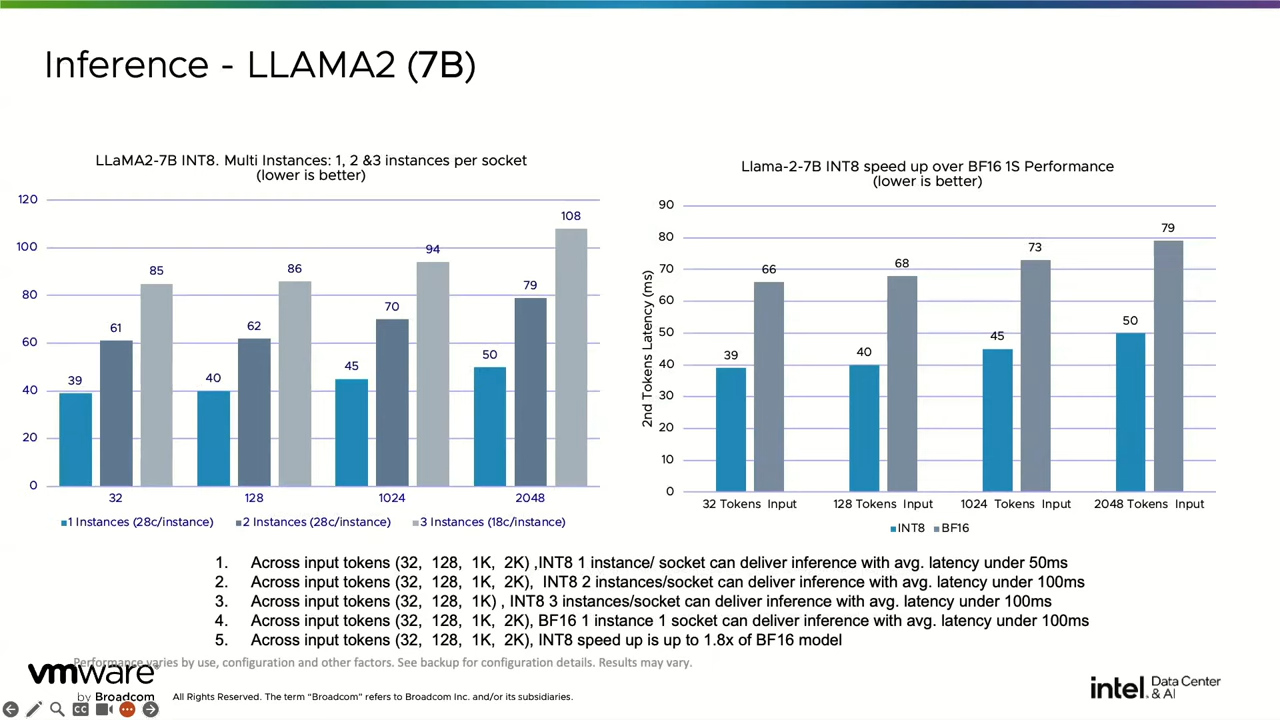 Inference - LLAMA2 (7B)
LLaMA2-7B INT8. Multi Instances: 1, 2 &3 instances per socket
(lower is better)
120
100
80
60
40
20
0
39
61
85
40
62
86
45
70
94
50
79
108
32
128
1024
2048
1 Instances (28c/instance)
2 Instances (28c/instance)
3 Instances (18c/instance)
Llama-2-7B INT8 speed up over BF16 1S Performance
(lower is better)
2nd Tokens Latency (ms)
90
80
70
60
50
40
30
20
10
0
39
66
40
68
45
73
50
79
32 Tokens Input
128 Tokens Input
1024 Tokens Input
2048 Tokens Input
INT8
BF16
1. Across input tokens (32, 128, 1K, 2K) ,INT8 1 instance/ socket can deliver inference with avg. latency under 50ms
2. Across input tokens (32, 128, 1K, 2K), INT8 2 instances/socket can deliver inference with avg. latency under 100ms
3. Across input tokens (32, 128, 1K) , INT8 3 instances/socket can deliver inference with avg. latency under 100ms
4. Across input tokens (32, 128, 1K, 2K), BF16 1 instance 1 socket can deliver inference with avg. latency under 100ms
5. Across input tokens (32, 128, 1K, 2K), INT8 speed up is up to 1.8x of BF16 model
Performance varies by use, configuration and other factors. See backup for configuration details. Results may vary.
vmware®
by Broadcom
All Rights Reserved. The term “Broadcom” refers to Broadcom Inc. and/or its subsidiaries.
intel. Data Center
& AI
CC